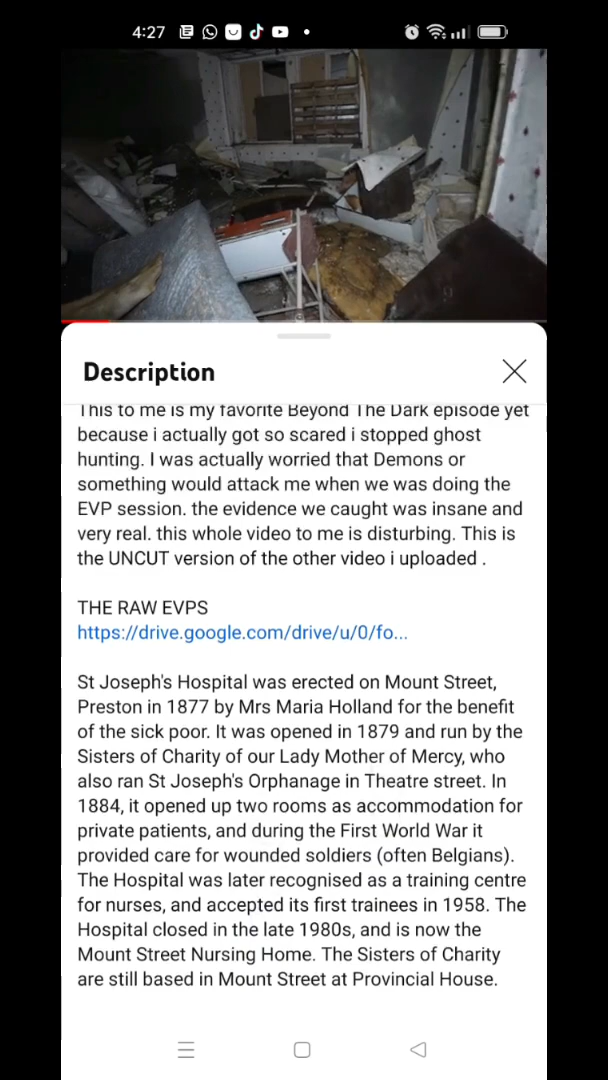 4:27
Description
This to me is my favorite Beyond The Dark episode yet
because i actually got so scared i stopped ghost
hunting. I was actually worried that Demons or
something would attack me when we was doing the
EVP session. the evidence we caught was insane and
very real. this whole video to me is disturbing. This is
the UNCUT version of the other video i uploaded .
THE RAW EVPS
https://drive.google.com/drive/u/0/fo...
St Joseph's Hospital was erected on Mount Street,
Preston in 1877 by Mrs Maria Holland for the benefit
of the sick poor. It was opened in 1879 and run by the
Sisters of Charity of our Lady Mother of Mercy, who
also ran St Joseph's Orphanage in Theatre street. In
1884, it opened up two rooms as accommodation for
private patients, and during the First World War it
provided care for wounded soldiers (often Belgians).
The Hospital was later recognised as a training centre
for nurses, and accepted its first trainees in 1958. The
Hospital closed in the late 1980s, and is now the
Mount Street Nursing Home. The Sisters of Charity
are still based in Mount Street at Provincial House.